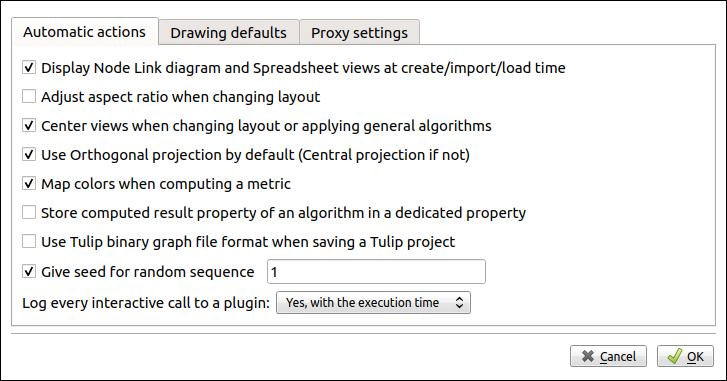 Automatic actions Drawing defaults Proxy settings
Display Node Link diagram and Spreadsheet views at create/import/load time
Adjust aspect ratio when changing layout
Center views when changing layout or applying general algorithms
Use Orthogonal projection by default (Central projection if not)
Map colors when computing a metric
Store computed result property of an algorithm in a dedicated property
Use Tulip binary graph file format when saving a Tulip project
Give seed for random sequence 1
Log every interactive call to a plugin: Yes, with the execution time
Cancel OK